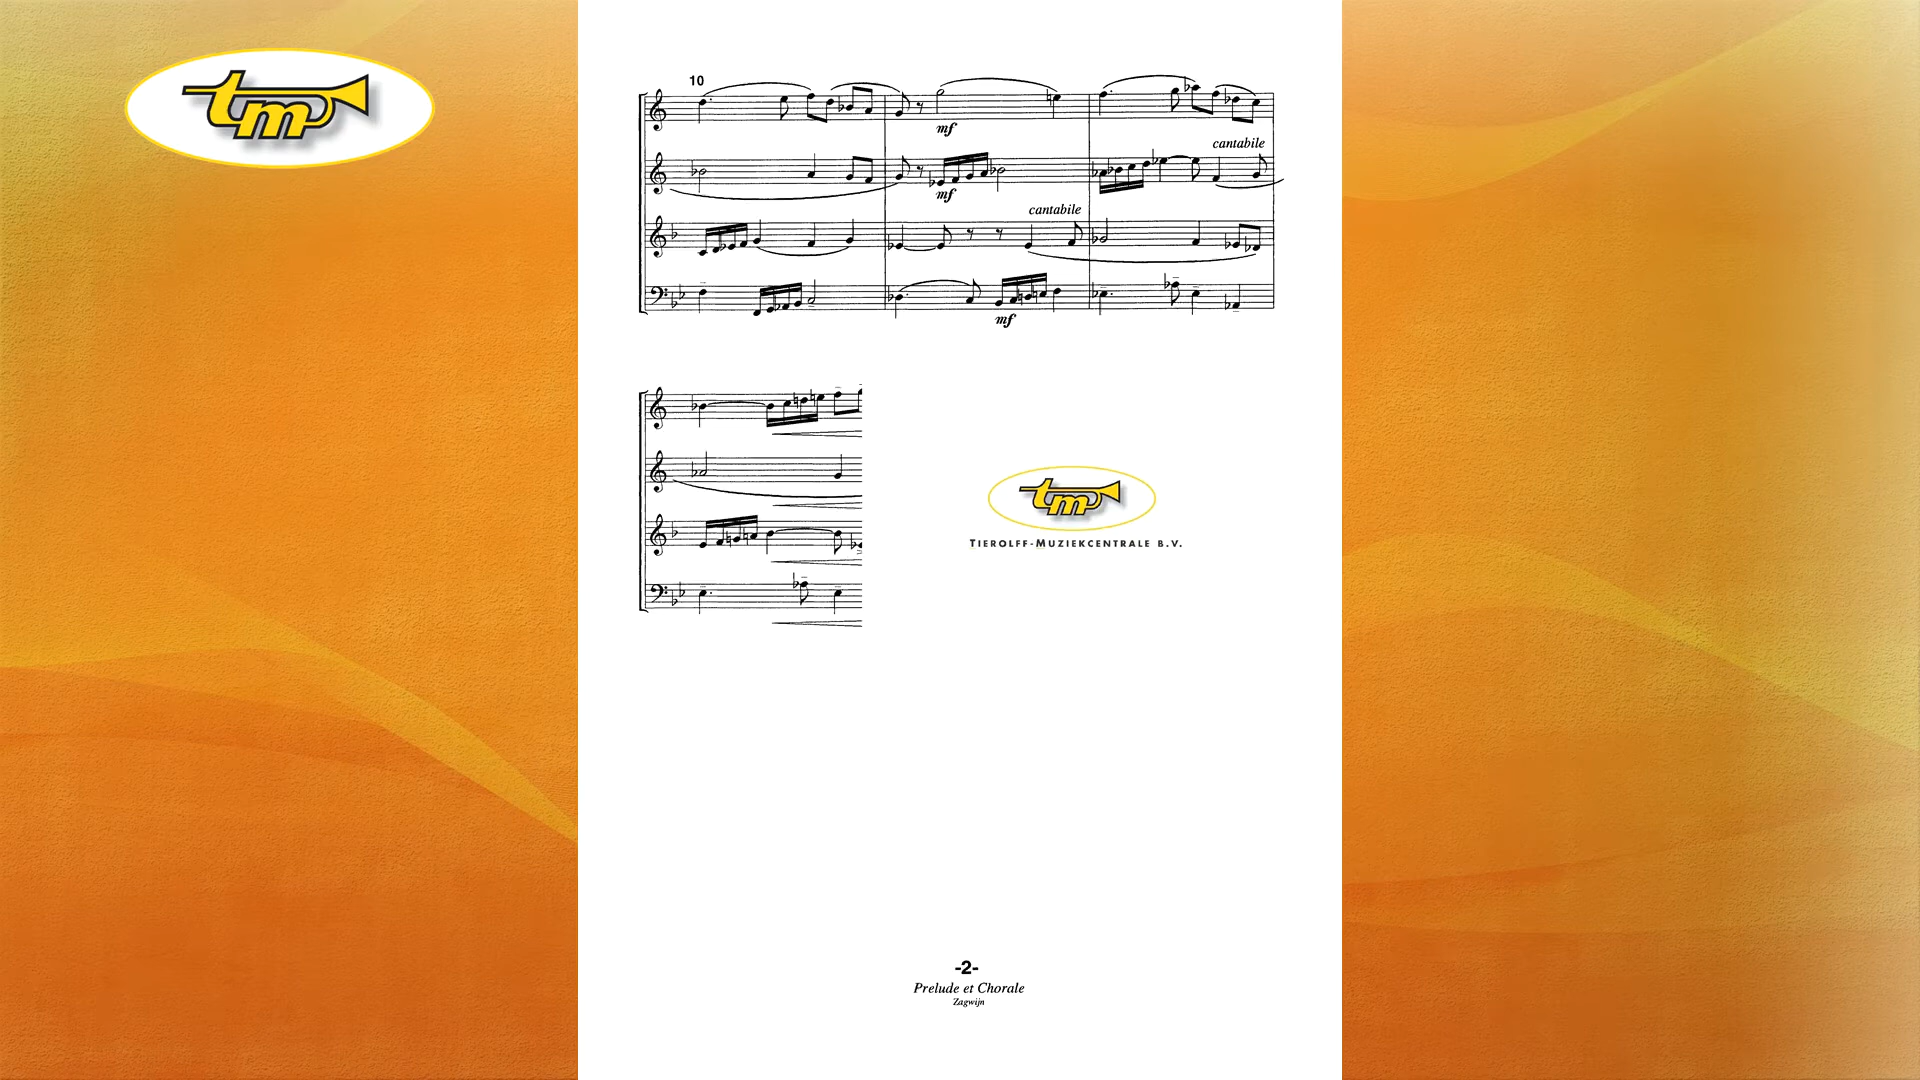 tm
10
mf
cantabile
mf
cantabile
mf
tm
TIEROLFF-MUZIEKCENTRALE B.V.
-2-
Prelude et Chorale
Zagwijn